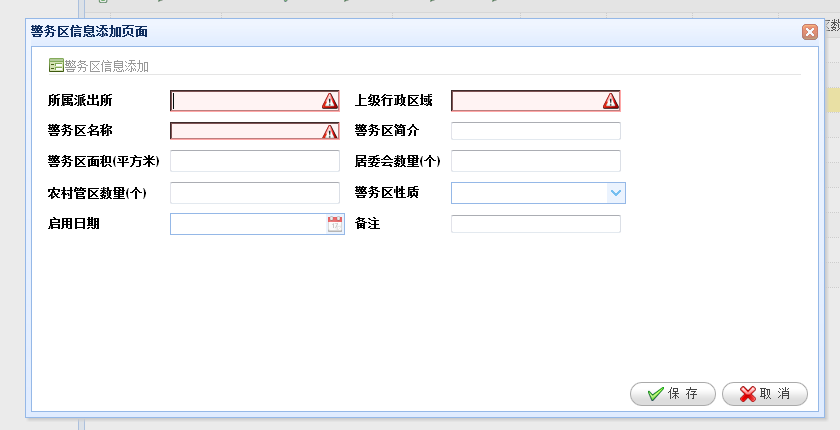 警务区信息添加页面
区数
警务区信息添加
所属派出所 上级行政区域
警务区名称 警务区简介
警务区面积(平方米) 居委会数量(个)
农村管区数量(个) 警务区性质
启用日期 备注
保 存 取 消